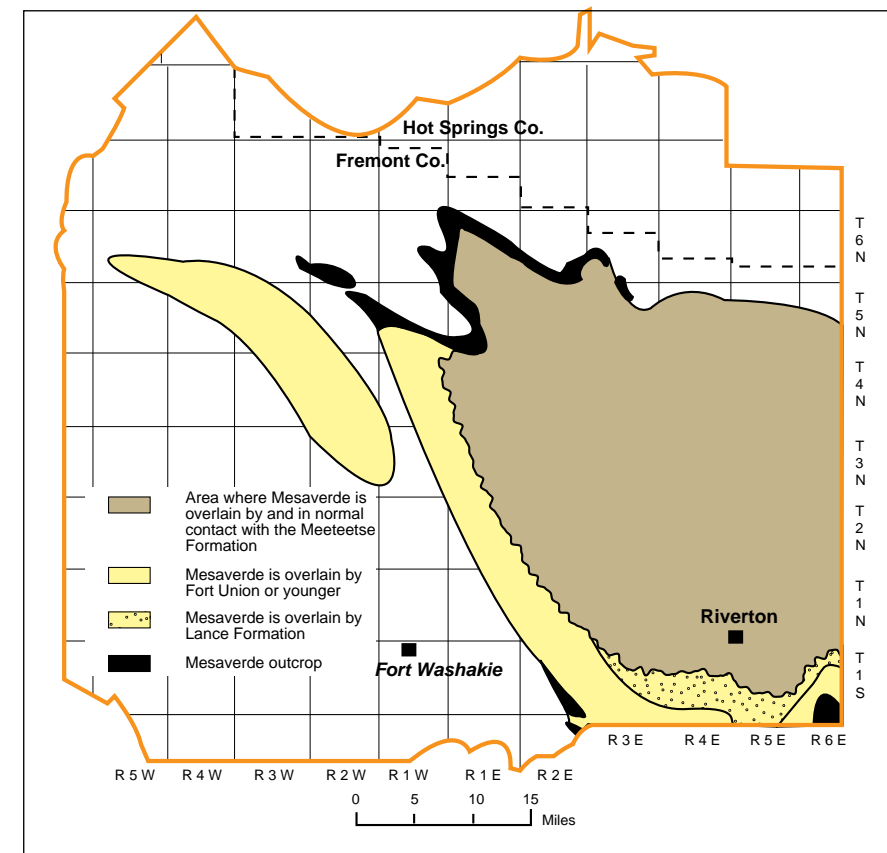 Hot Springs Co.
Fremont Co.
T
6
N
T
5
N
T
4
N
T
3
N
T
2
N
T
1
N
T
1
S
Area where Mesaverde is
overlain by and in normal
contact with the Meeteetse
Formation
Mesaverde is overlain by
Fort Union or younger
Mesaverde is overlain by
Lance Formation
Mesaverde outcrop
Riverton
Fort Washakie
R 3 E R 4 E R 5 E R 6 E
R 5 W R 4 W R 3 W R 2 W R 1 W R 1 E R 2 E
0 5 10 15
Miles